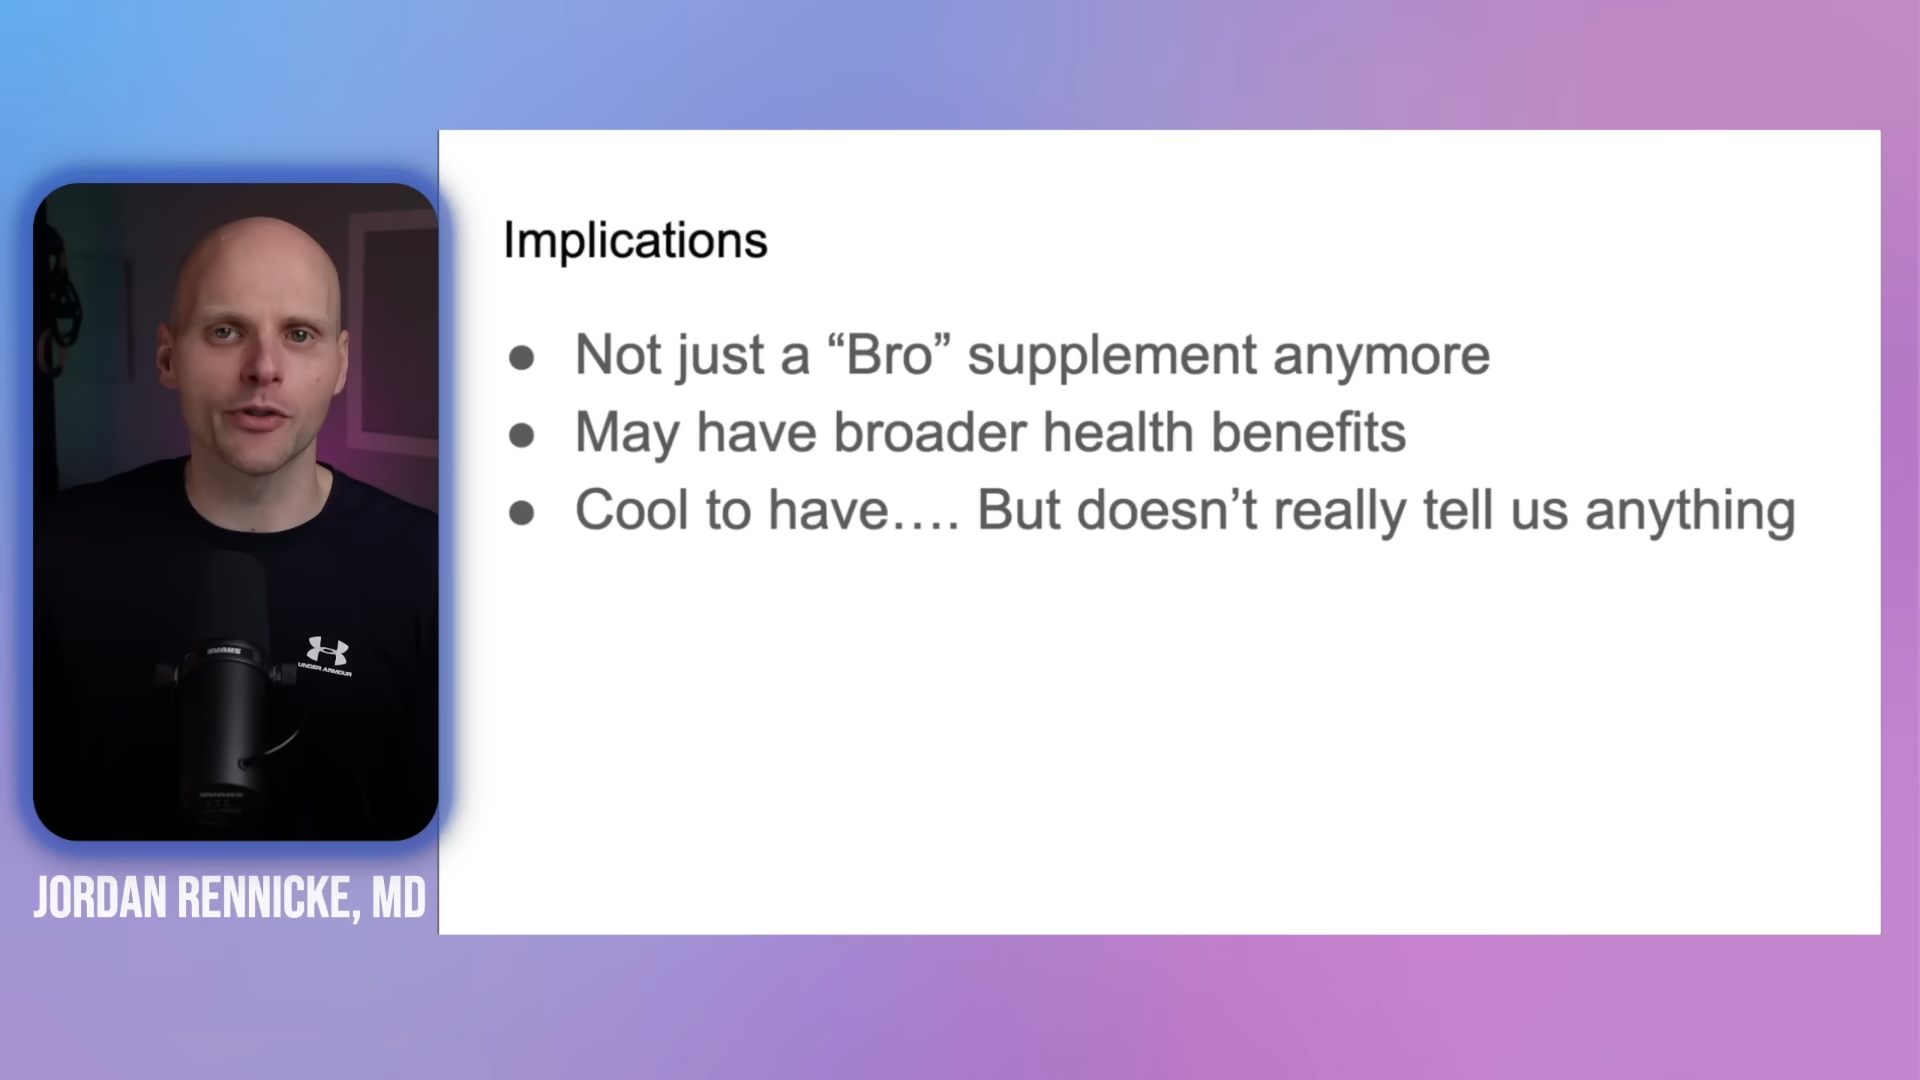 Implications
● Not just a “Bro” supplement anymore
● May have broader health benefits
● Cool to have…. But doesn’t really tell us anything
SHURE
UNDER ARMOUR
JORDAN RENNICKE, MD